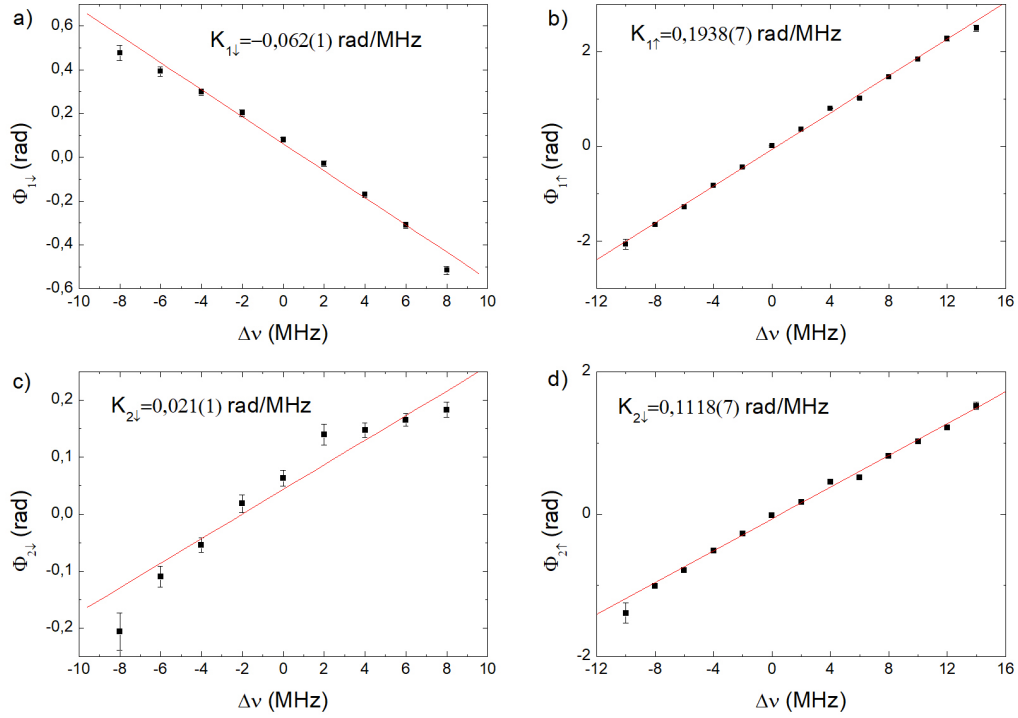 a)
K1↓=−0,062(1) rad/MHz
0,6
0,4
0,2
0,0
-0,2
-0,4
0,6
Φ1↓ (rad)
-10 -8 -6 -4 -2 0 2 4 6 8 10
Δν (MHz)
b)
K1↑=0,1938(7) rad/MHz
2
0
-2
Φ1↑ (rad)
-12 -8 -4 0 4 8 12 16
Δν (MHz)
c)
K2↓=0,021(1) rad/MHz
0,2
0,1
0,0
-0,1
-0,2
Φ2↓ (rad)
-10 -8 -6 -4 -2 0 2 4 6 8 10
Δν (MHz)
d)
K2↓=0,1118(7) rad/MHz
2
0
-2
Φ2↑ (rad)
-12 -8 -4 0 4 8 12 16
Δν (MHz)